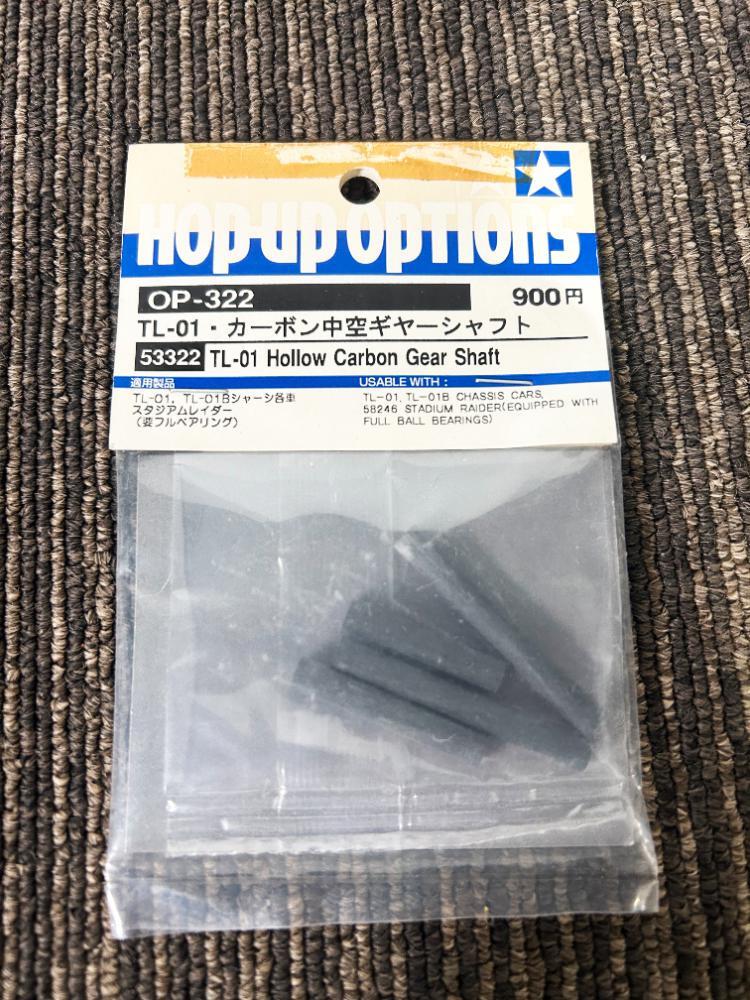 HOP-UP OPTIONS
OP-322
900円
TL-01・カーボン中空ギヤーシャフト
53322 TL-01 Hollow Carbon Gear Shaft
適用製品
TL-01，TL-01Bシャーシ各車
スタジアムレイダー
（要フルベアリング）
USABLE WITH :
TL-01, TL-01B CHASSIS CARS,
58246 STADIUM RAIDER(EQUIPPED WITH
FULL BALL BEARINGS)